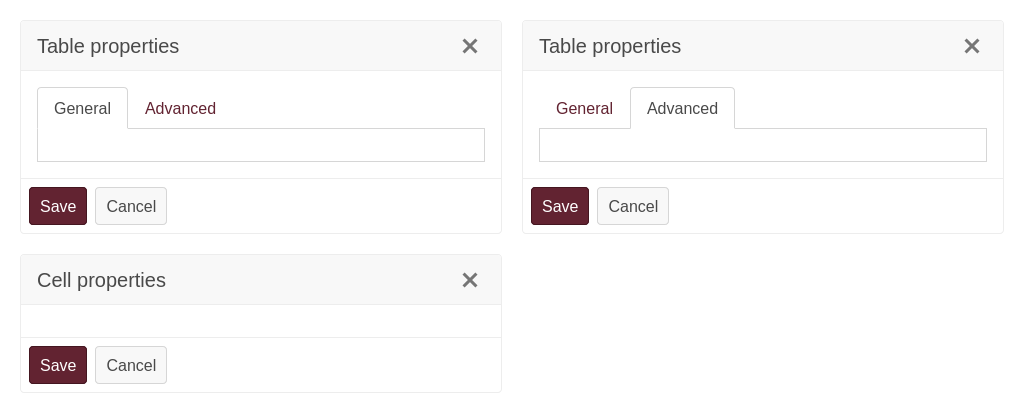 Table properties
General Advanced
Save Cancel
Table properties
General Advanced
Save Cancel
Cell properties
Save Cancel